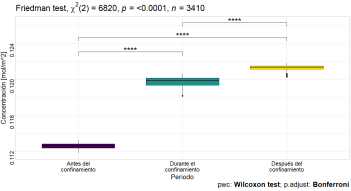 Friedman test, χ²(2) = 6820, p = <0.0001, n = 3410
****
****
****
Concentración [mol/m^2]
0.124
0.120
0.116
0.112
Antes del
confinamiento
Durante el
confinamiento
Después del
confinamiento
Periodo
pwc: Wilcoxon test; p.adjust: Bonferroni